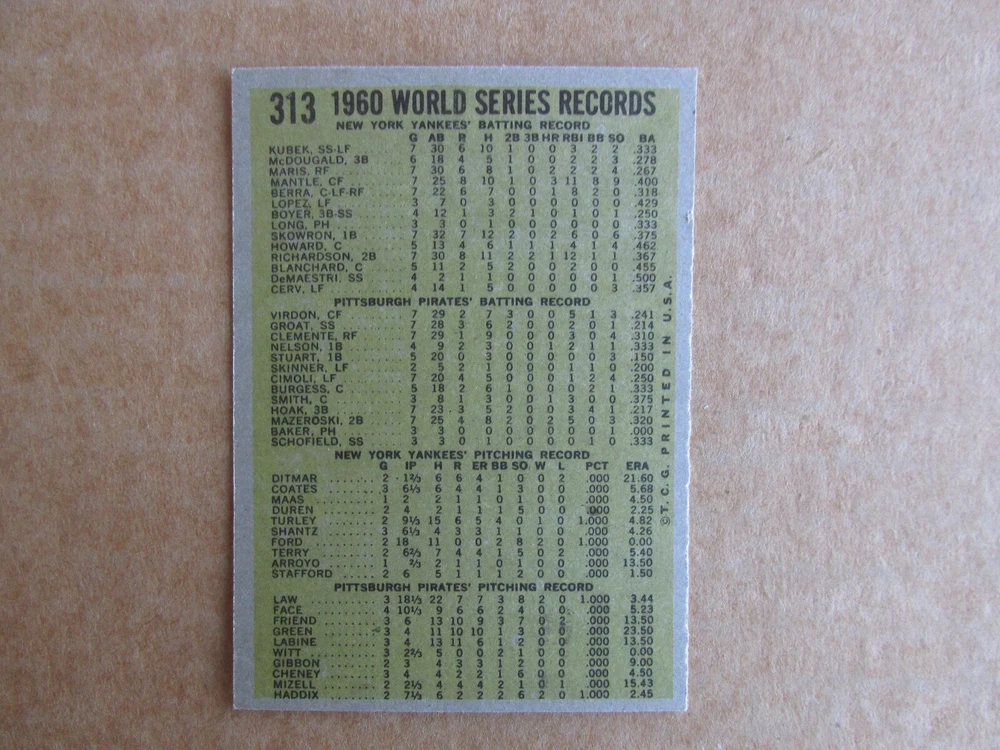 313 1960 WORLD SERIES RECORDS
NEW YORK YANKEES' BATTING RECORD
G AB R H 2B 3B HR RBI BB SO BA
KUBEK, SS-LF 7 30 6 10 1 0 0 3 2 2 .333
McDOUGALD, 3B 6 18 4 5 1 0 0 2 2 3 .278
MARIS, RF 7 30 6 8 1 0 2 2 2 4 .267
MANTLE, CF 7 25 8 10 1 0 3 11 8 9 .400
BERRA, C-LF-RF 7 22 6 7 0 0 1 8 2 0 .318
LOPEZ, LF 3 7 0 3 0 0 0 0 0 0 .429
BOYER, 3B-SS 4 12 1 3 2 1 0 1 0 1 .250
LONG, PH 3 3 0 1 0 0 0 0 0 0 .333
SKOWRON, 1B 7 32 7 12 2 0 2 6 0 6 .375
HOWARD, C 5 13 4 6 1 1 1 4 1 4 .462
RICHARDSON, 2B 7 30 8 11 2 2 1 12 1 1 .367
BLANCHARD, C 5 11 2 5 2 0 0 2 0 0 .455
DeMAESTRI, SS 4 2 1 1 0 0 0 0 0 1 .500
CERV, LF 4 14 1 5 0 0 0 0 0 3 .357
PITTSBURGH PIRATES' BATTING RECORD
VIRDON, CF 7 29 2 7 3 0 0 5 1 3 .241
GROAT, SS 7 28 3 6 2 0 0 2 0 1 .214
CLEMENTE, RF 7 29 1 9 0 0 0 3 0 4 .310
NELSON, 1B 4 9 2 3 0 0 1 2 1 1 .333
STUART, 1B 5 20 0 3 0 0 0 0 0 3 .150
SKINNER, LF 2 5 2 1 0 0 0 1 1 0 .200
CIMOLI, LF 7 20 4 5 0 0 0 1 2 4 .250
BURGESS, C 5 18 2 6 1 0 0 0 2 1 .333
SMITH, C 3 8 1 3 0 0 1 3 0 0 .375
HOAK, 3B 7 23 3 5 2 0 0 3 4 1 .217
MAZEROSKI, 2B 7 25 4 8 2 0 2 5 0 3 .320
BAKER, PH 3 3 0 0 0 0 0 0 0 1 .000
SCHOFIELD, SS 3 3 0 1 0 0 0 0 1 0 .333
NEW YORK YANKEES' PITCHING RECORD
G IP H R ER BB SO W L PCT ERA
DITMAR ....... 2 1⅔ 6 6 4 1 0 0 2 .000 21.60
COATES ....... 3 6⅓ 6 4 4 1 3 0 0 .000 5.68
MAAS ......... 1 2 2 1 1 0 1 0 0 .000 4.50
DUREN ........ 2 4 2 1 1 1 5 0 0 .000 2.25
TURLEY ....... 2 9⅓ 15 6 5 4 0 1 0 1.000 4.82
SHANTZ ....... 3 6⅓ 4 3 3 1 1 0 0 .000 4.26
FORD ......... 2 18 11 0 0 2 8 2 0 1.000 0.00
TERRY ........ 2 6⅔ 7 4 4 1 5 0 2 .000 5.40
ARROYO ....... 1 ⅔ 2 1 1 0 1 0 0 .000 13.50
STAFFORD ..... 2 6 5 1 1 1 2 0 0 .000 1.50
PITTSBURGH PIRATES' PITCHING RECORD
LAW .......... 3 18⅓ 22 7 7 3 8 2 0 1.000 3.44
FACE ......... 4 10⅓ 9 6 6 2 4 0 0 .000 5.23
FRIEND ....... 3 6 13 10 9 3 7 0 2 .000 13.50
GREEN ........ 3 4 11 10 10 1 3 0 0 .000 23.50
LABINE ....... 3 4 13 11 6 1 2 0 0 .000 13.50
WITT ......... 3 2⅔ 5 0 0 2 1 0 0 .000 0.00
GIBBON ....... 2 3 4 3 3 1 2 0 0 .000 9.00
CHENEY ....... 3 4 4 2 2 1 6 0 0 .000 4.50
MIZELL ....... 2 2⅓ 4 4 4 2 1 0 1 .000 15.43
HADDIX ....... 2 7⅓ 6 2 2 2 6 2 0 1.000 2.45
©T. C. G. PRINTED IN U.S.A.